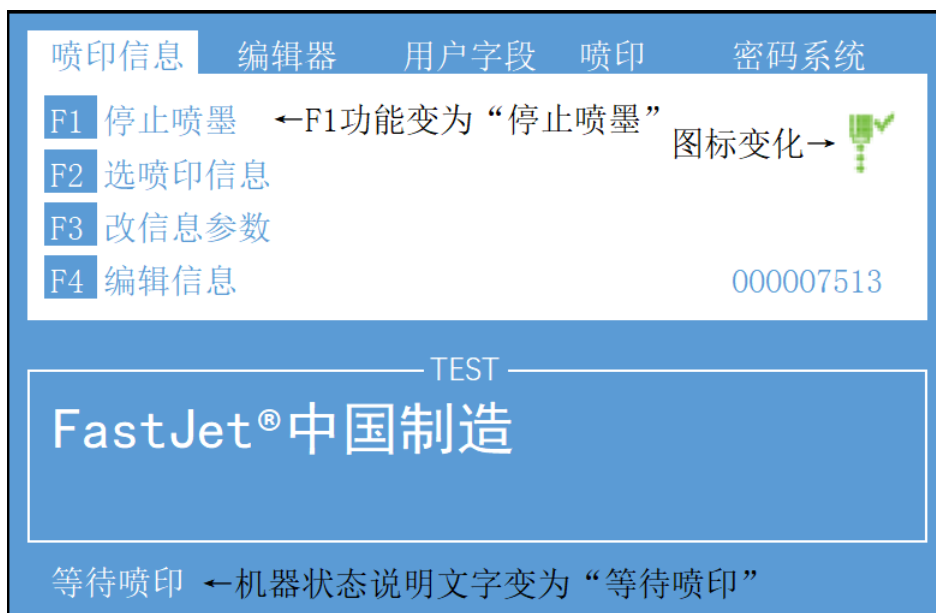 喷印信息 编辑器 用户字段 喷印 密码系统
F1 停止喷墨 ←F1功能变为“停止喷墨”
图标变化→
F2 选喷印信息
F3 改信息参数
F4 编辑信息 000007513
TEST
FastJet®中国制造
等待喷印 ←机器状态说明文字变为“等待喷印”